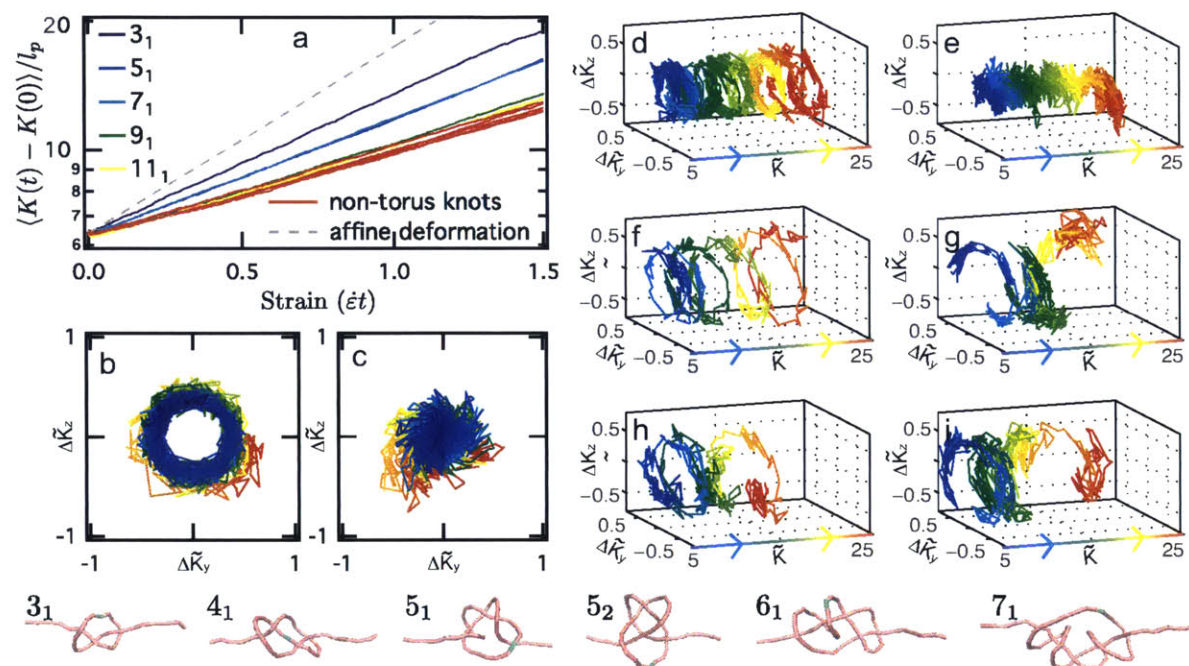 20
a
3₁
5₁
7₁
9₁
11₁
10
9
8
7
6
non-torus knots
affine deformation
⟨K(t) − K(0)⟩/lₚ
0.0 0.5 1.0 1.5
Strain (ε̇t)
b
1
-1
ΔK̃z
-1 1
ΔK̃y
c
1
-1
ΔK̃z
-1 1
ΔK̃y
d
0.5
-0.5
ΔK̃z
0.5
-0.5
ΔK̃y
5 K̃ 25
e
0.5
-0.5
ΔK̃z
0.5
-0.5
ΔK̃y
5 K̃ 25
f
0.5
-0.5
ΔK̃z
0.5
-0.5
ΔK̃y
5 K̃ 25
g
0.5
-0.5
ΔK̃z
0.5
-0.5
ΔK̃y
5 K̃ 25
h
0.5
-0.5
ΔK̃z
0.5
-0.5
ΔK̃y
5 K̃ 25
i
0.5
-0.5
ΔK̃z
0.5
-0.5
ΔK̃y
5 K̃ 25
3₁ 4₁ 5₁ 5₂ 6₁ 7₁